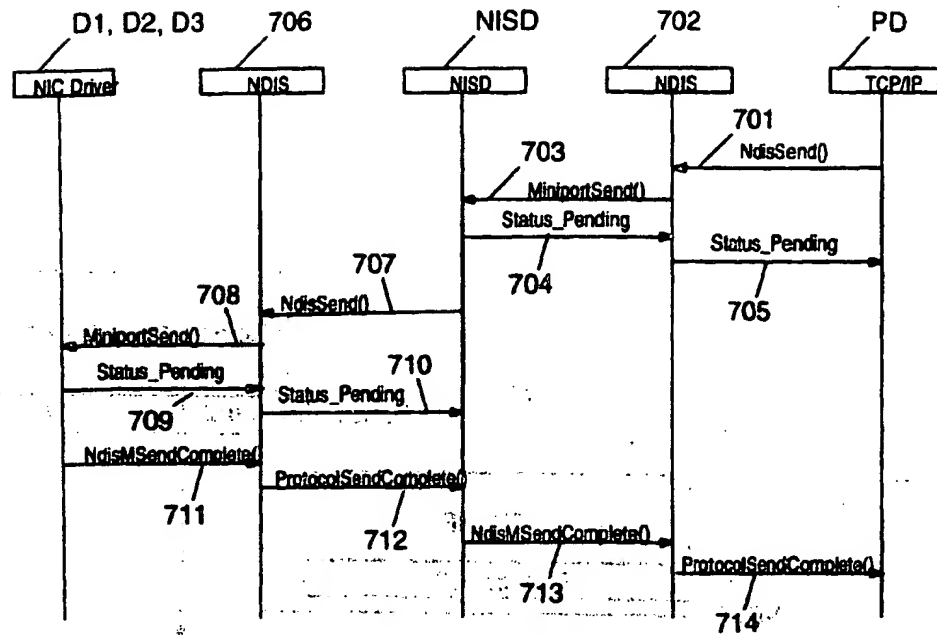 D1, D2, D3 706 NISD 702 PD
NIC Driver NDIS NISD NDIS TCP/IP
701
NdisSend()
703
MiniportSend()
Status_Pending
704
Status_Pending
705
707
NdisSend()
708
MiniportSend()
Status_Pending
709
710
Status_Pending
NdisMSendComplete()
711
ProtocolSendComplete()
712
NdisMSendComplete()
713
ProtocolSendComplete()
714